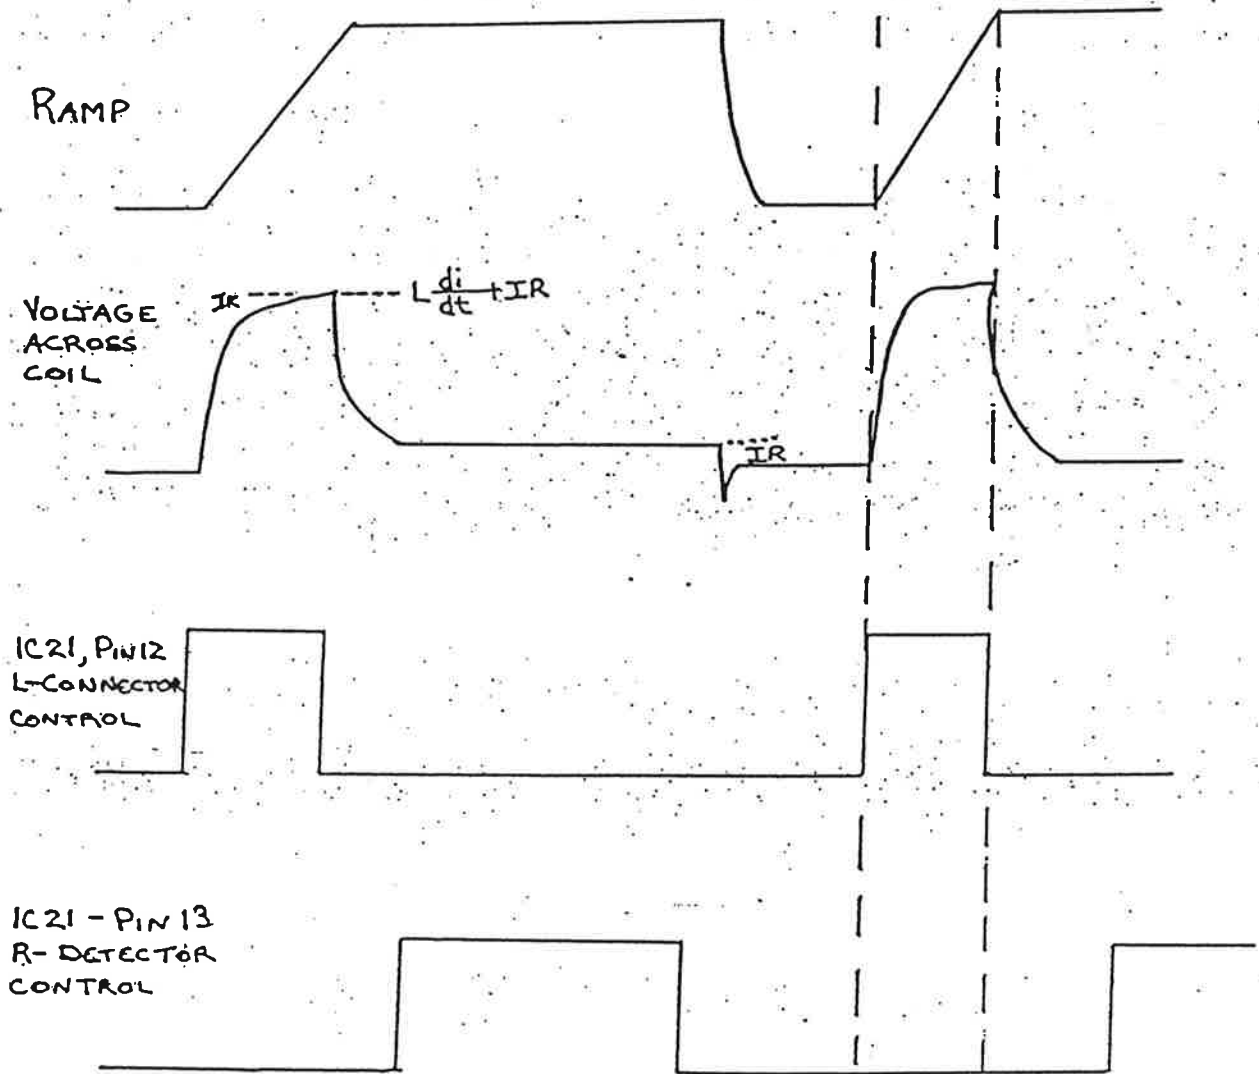 RAMP
VOLTAGE
ACROSS
COIL
IR
L di/dt + IR
IR
IC21, PIN12
L-CONNECTOR
CONTROL
IC21 - PIN 13
R-DETECTOR
CONTROL